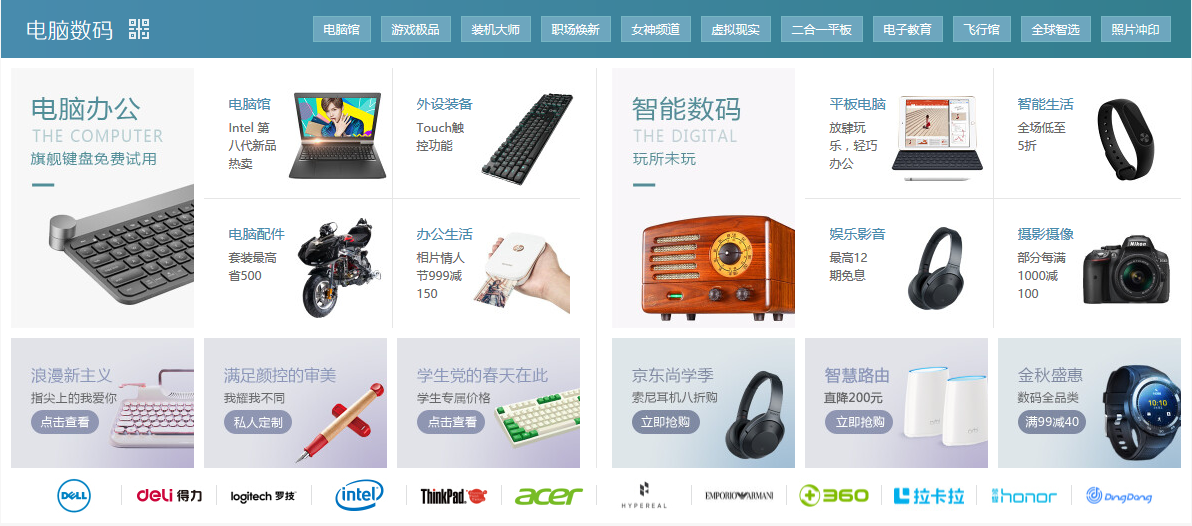 电脑数码
电脑馆
游戏极品
装机大师
职场焕新
女神频道
虚拟现实
二合一平板
电子教育
飞行馆
全球智选
照片冲印
电脑办公
THE COMPUTER
旗舰键盘免费试用
电脑馆
Intel 第
八代新品
热卖
外设装备
Touch触
控功能
电脑配件
套装最高
省500
办公生活
相片情人
节999减
150
智能数码
THE DIGITAL
玩所未玩
平板电脑
放肆玩
乐，轻巧
办公
智能生活
全场低至
5折
娱乐影音
最高12
期免息
摄影摄像
部分每满
1000减
100
Nikon
浪漫新主义
指尖上的我爱你
点击查看
满足颜控的审美
我耀我不同
私人定制
学生党的春天在此
学生专属价格
点击查看
京东尚学季
索尼耳机八折购
立即抢购
智慧路由
直降200元
立即抢购
金秋盛惠
数码全品类
满99减40
10:10
DELL
deli 得力
logitech 罗技
intel
ThinkPad.
acer
HYPEREAL
EMPORIO ARMANI
360
拉卡拉
荣耀 honor
DingDong